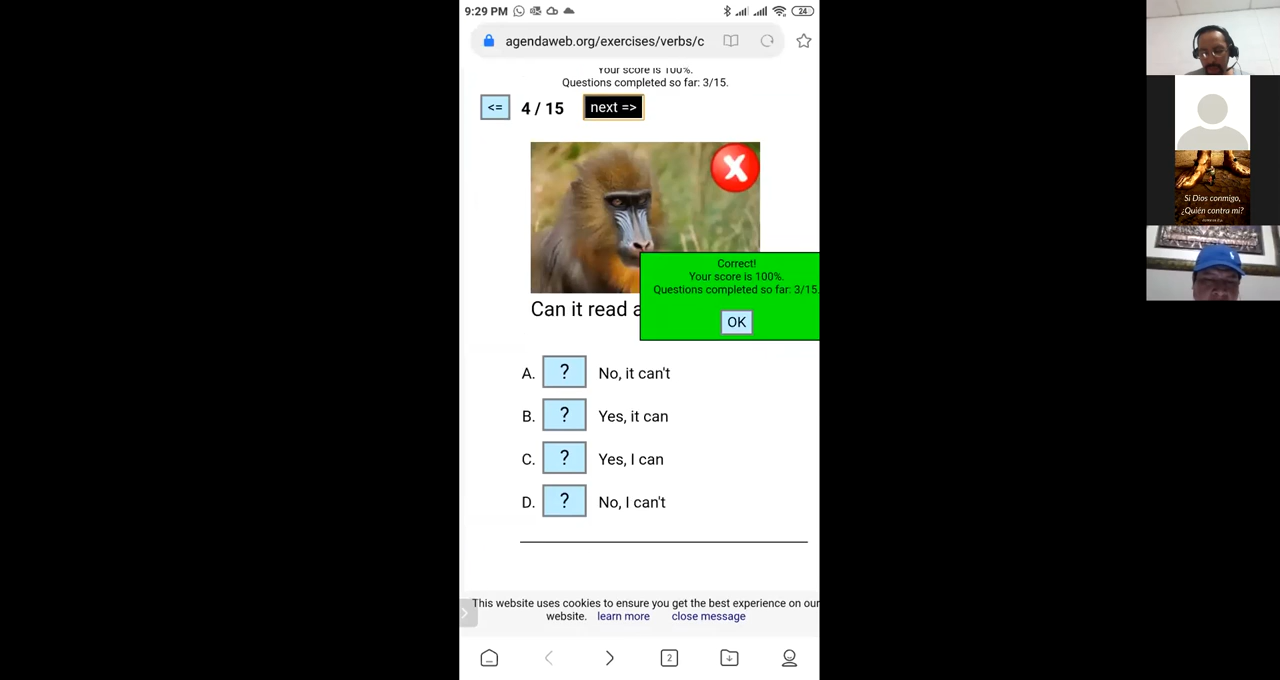 9:29 PM
24
agendaweb.org/exercises/verbs/c
Your score is 100%.
Questions completed so far: 3/15.
<= 4 / 15 next =>
Correct!
Your score is 100%.
Questions completed so far: 3/15.
OK
Can it read a
A. ? No, it can't
B. ? Yes, it can
C. ? Yes, I can
D. ? No, I can't
This website uses cookies to ensure you get the best experience on our
website. learn more close message
2
Si Dios conmigo,
¿Quién contra mi?